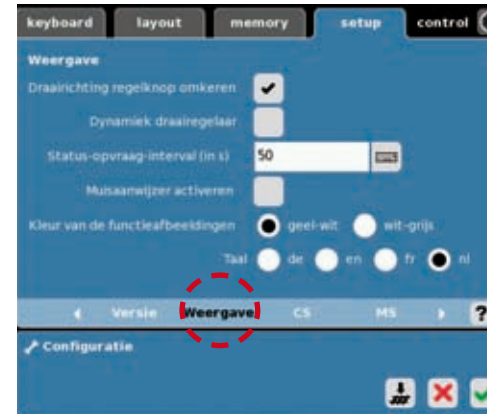 keyboard layout memory setup control
Weergave
Draairichting regelknop omkeren
Dynamiek draairegelaar
Status-opvraag-interval (in s) 50
Muisaanwijzer activeren
Kleur van de functieafbeeldingen geel-wit wit-grijs
Taal de en fr nl
Versie Weergave CS MS ?
Configuratie